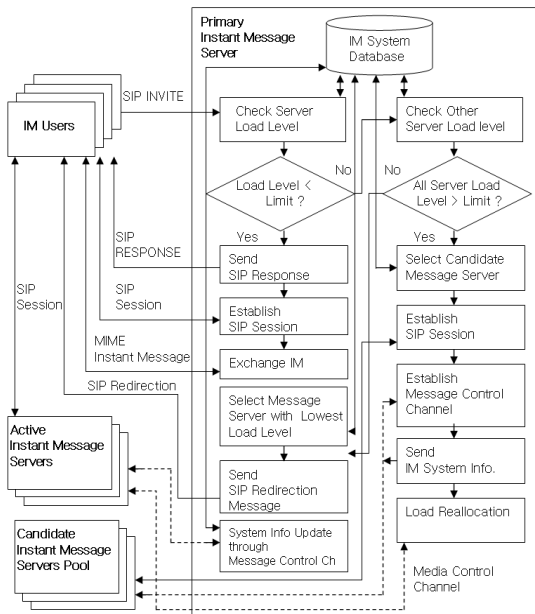 Primary
Instant Message
Server
IM System
Database
SIP INVITE
IM Users
Check Server
Load Level
Check Other
Server Load level
No
No
Load Level <
Limit ?
All Server Load
Level > Limit ?
Yes
Yes
SIP
RESPONSE
Send
SIP Response
Select Candidate
Message Server
SIP
Session
SIP
Session
Establish
SIP Session
Establish
SIP Session
MIME
Instant Message
Exchange IM
SIP Redirection
Select Message
Server with Lowest
Load Level
Establish
Message Control
Channel
Active
Instant Message
Servers
Send
IM System Info.
Send
SIP Redirection
Message
Load Reallocation
System Info Update
through
Message Control Ch
Candidate
Instant Message
Servers Pool
Media Control
Channel